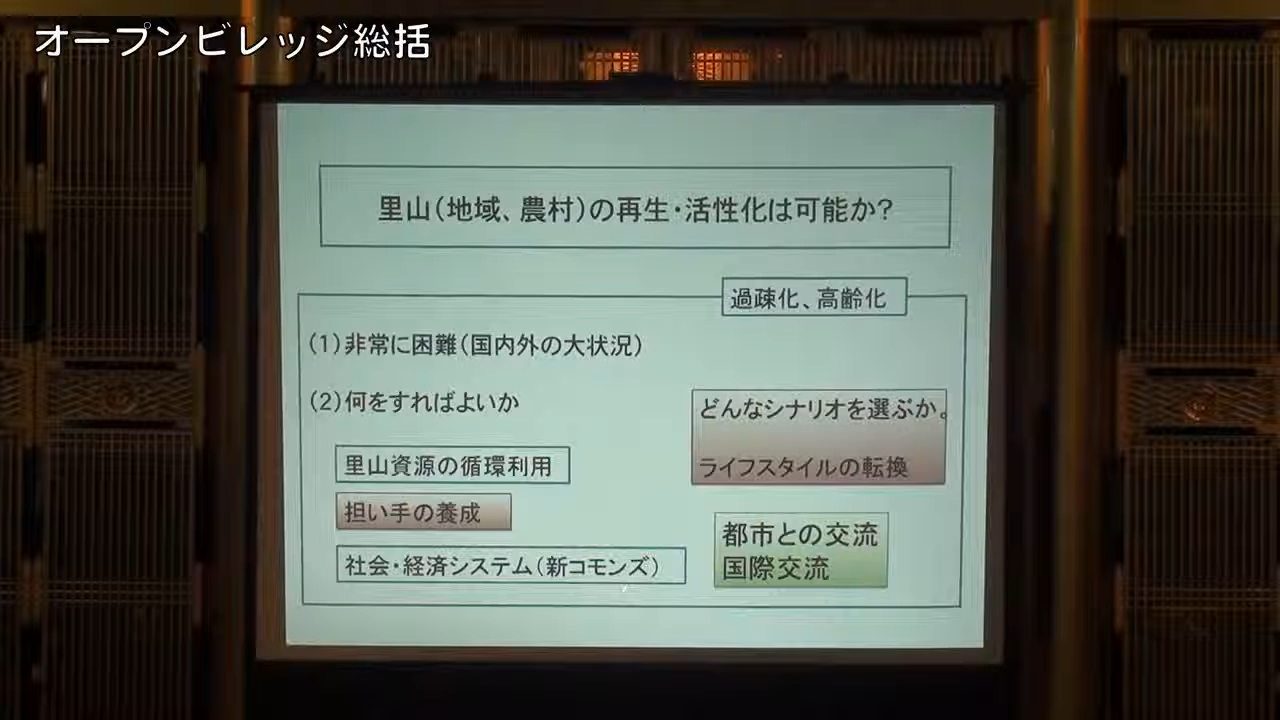 オープンビレッジ総括
里山(地域、農村)の再生・活性化は可能か?
過疎化、高齢化
(1)非常に困難(国内外の大状況)
(2)何をすればよいか
どんなシナリオを選ぶか。
ライフスタイルの転換
里山資源の循環利用
担い手の養成
社会・経済システム(新コモンズ)
都市との交流
国際交流